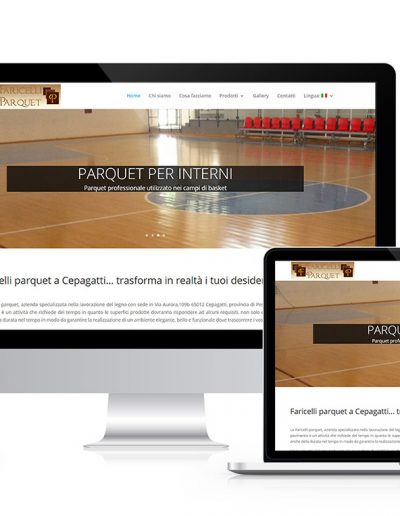 FARICELLI
PARQUET
Home Chi siamo Cosa facciamo Prodotti Gallery Contatti Lingua
PARQUET PER INTERNI
Parquet professionale utilizzato nei campi di basket
elli parquet a Cepagatti... trasforma in realtà i tuoi desider
parquet, azienda specializzata nella lavorazione del legno con sede in Via Aurora,109b 65012 Cepagatti, provincia di Pes
è un attività che richiede del tempo in quanto le superfici prodotte dovranno rispondere ad alcuni requisiti. non solo
durata nel tempo in modo da garantire la realizzazione di un ambiente elegante, bello e funzionale dove trascorrere i vos
FARICELLI
PARQUET
PARQU
Parquet profe
Faricelli parquet a Cepagatti... tr
La Faricelli parquet, azienda specializzata nella lavorazione del leg
pavimento è un attività che richiede del tempo in quanto le super
anche della durata nel tempo in modo da garantire la realizzazione